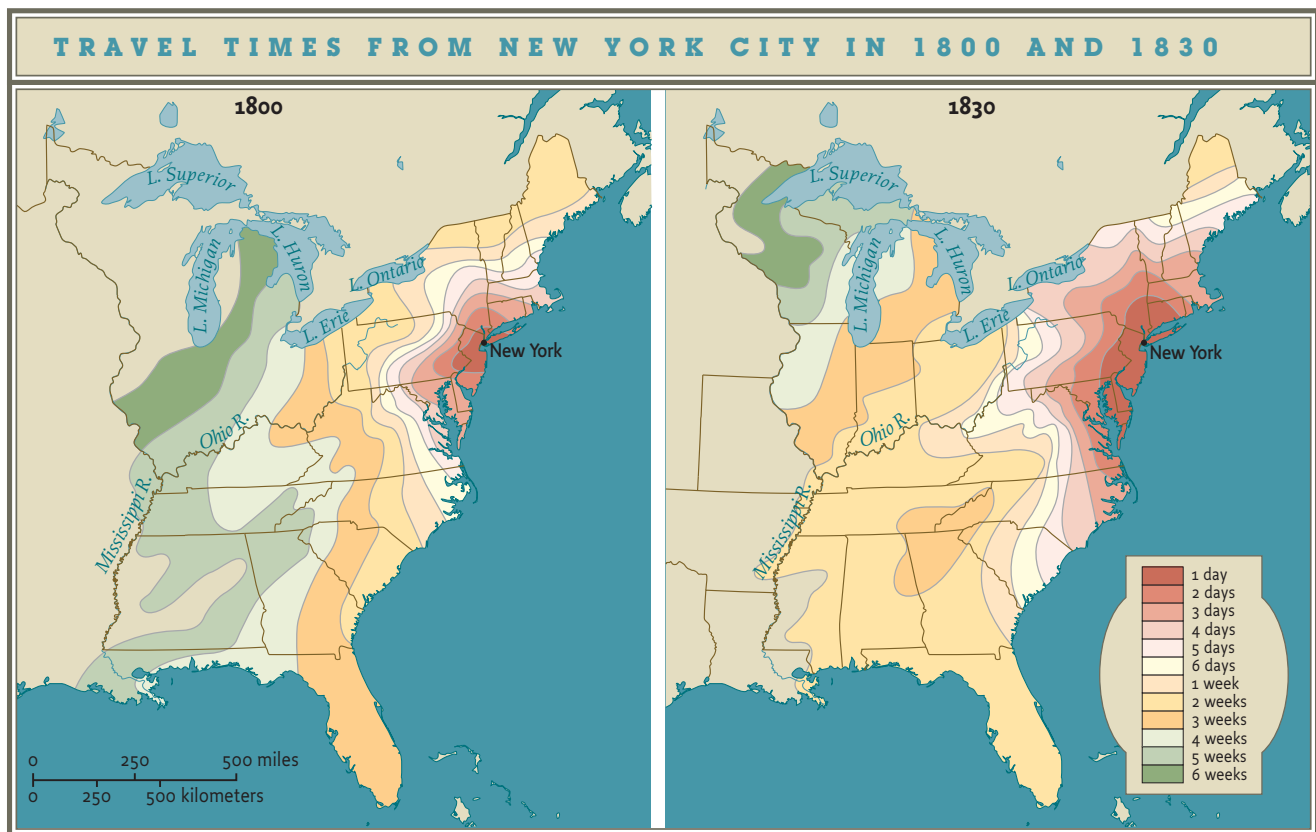 TRAVEL TIMES FROM NEW YORK CITY IN 1800 AND 1830
1800
L. Superior
L. Michigan
L. Huron
L. Ontario
L. Erie
New York
Ohio R.
Mississippi R.
0 250 500 miles
0 250 500 kilometers
1830
L. Superior
L. Michigan
L. Huron
L. Ontario
L. Erie
New York
Ohio R.
Mississippi R.
1 day
2 days
3 days
4 days
5 days
6 days
1 week
2 weeks
3 weeks
4 weeks
5 weeks
6 weeks